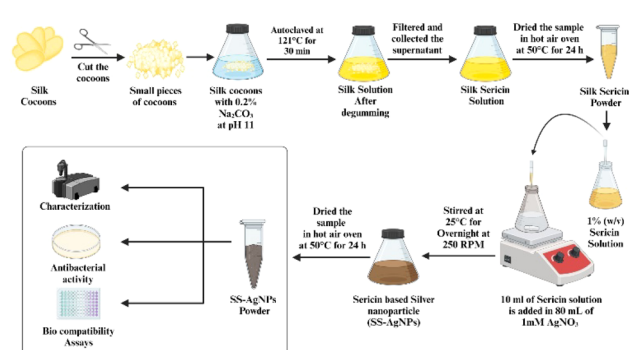 Cut the
cocoons
Autoclaved at
121°C for
30 min
Filtered and
collected the
supernatant
Dried the sample
in hot air oven
at 50°C for 24 h
Silk
Cocoons
Small pieces
of cocoons
Silk cocoons
with 0.2%
Na₂CO₃
at pH 11
Silk Solution
After
degumming
Silk Sericin
Solution
Silk Sericin
Powder
1% (w/v)
Sericin
Solution
10 ml of Sericin solution
is added in 80 mL of
1mM AgNO₃
Stirred at
25°C for
Overnight at
250 RPM
Sericin based Silver
nanoparticle
(SS-AgNPs)
Dried the
sample
in hot air oven
at 50°C for 24 h
SS-AgNPs
Powder
Characterization
Antibacterial
activity
Bio compatibility
Assays